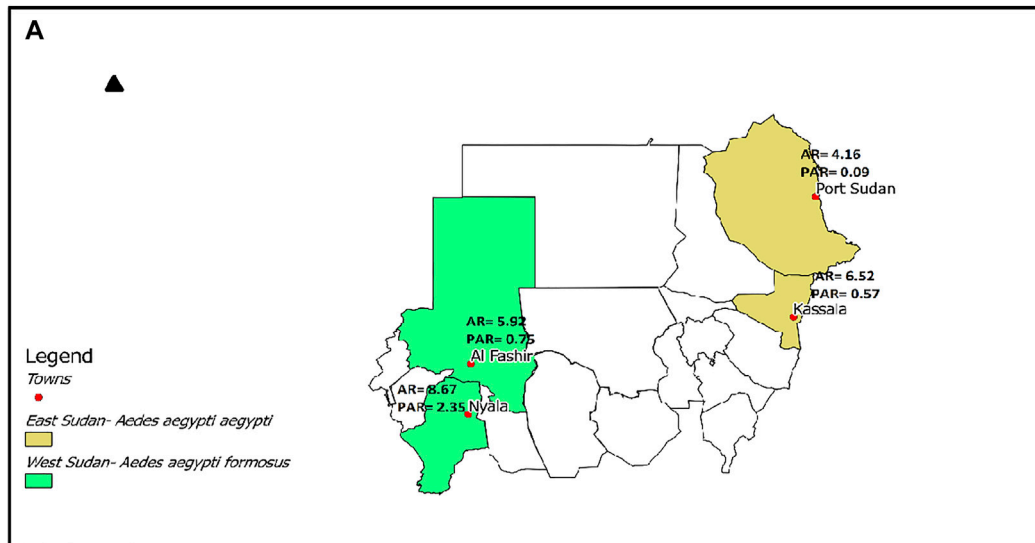 A
AR= 4.16
PAR= 0.09
Port Sudan
AR= 6.52
PAR= 0.57
Kassala
AR= 5.92
PAR= 0.75
Al Fashir
AR= 8.67
PAR= 2.35
Nyala
Legend
Towns
East Sudan- Aedes aegypti aegypti
West Sudan- Aedes aegypti formosus